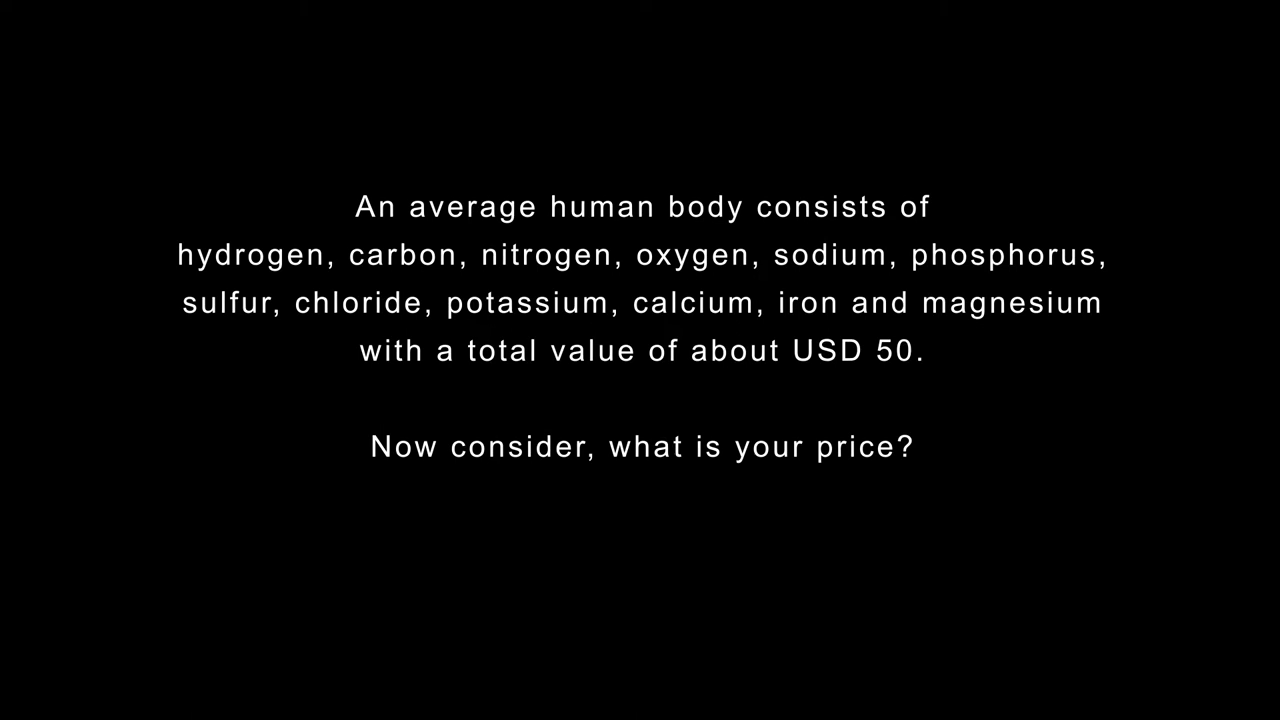 An average human body consists of
hydrogen, carbon, nitrogen, oxygen, sodium, phosphorus,
sulfur, chloride, potassium, calcium, iron and magnesium
with a total value of about USD 50.
Now consider, what is your price?